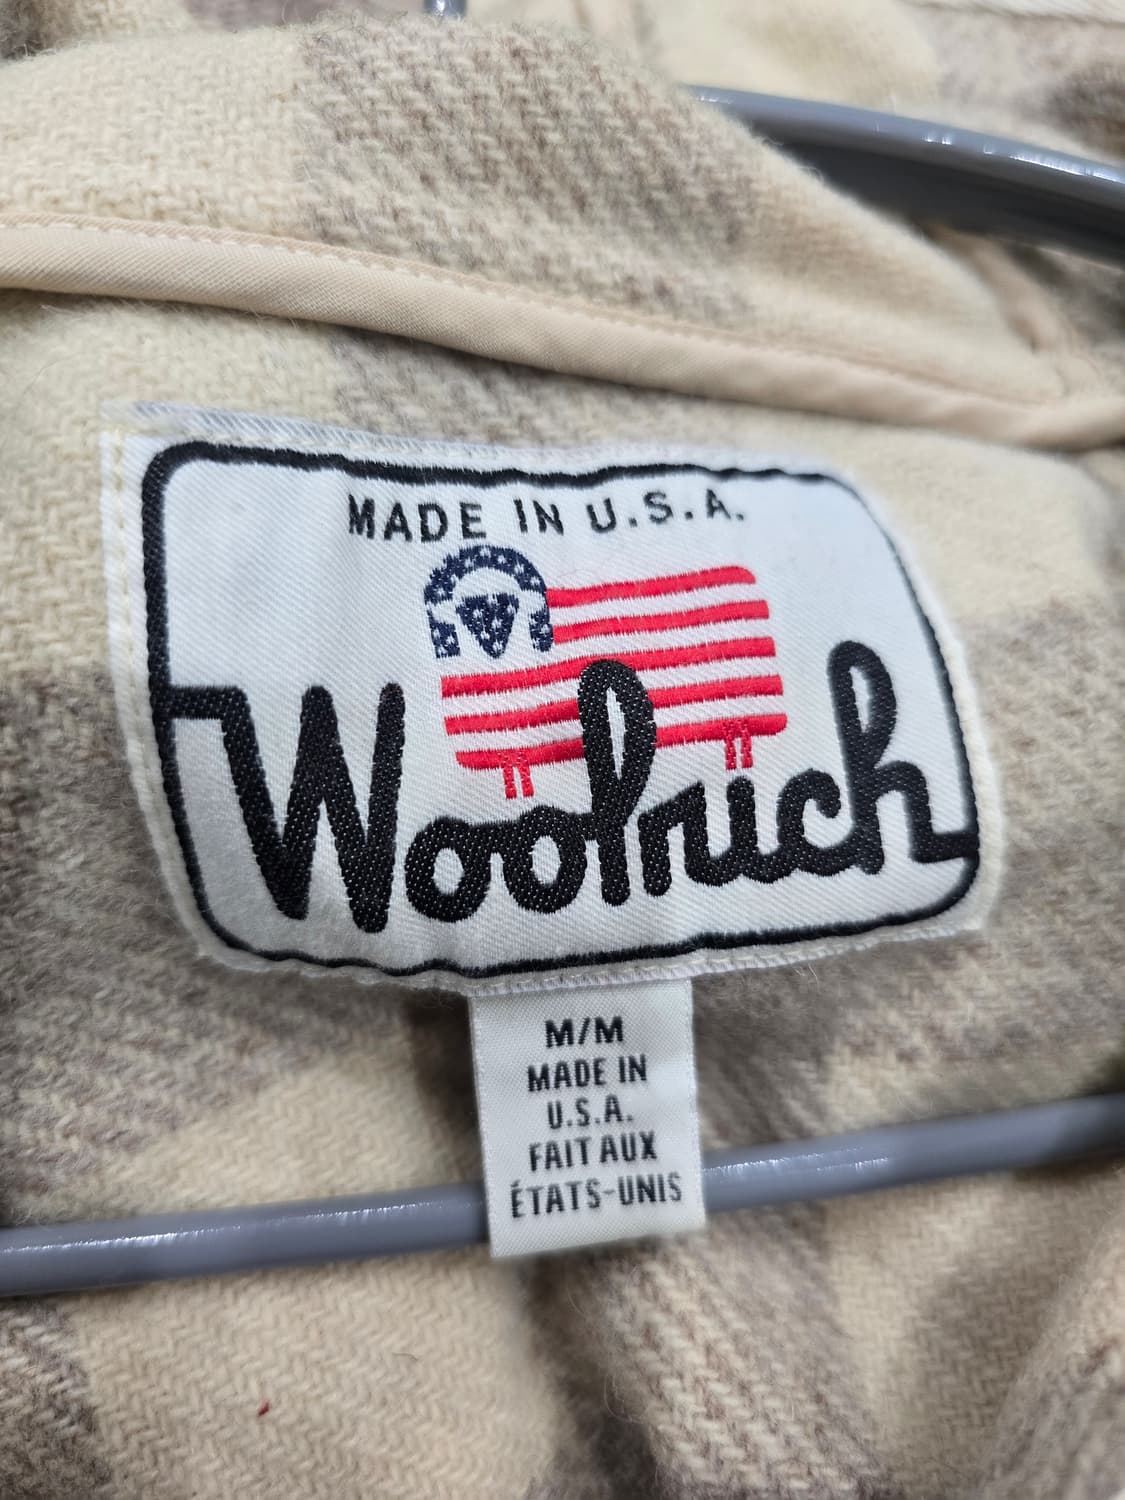 MADE IN U.S.A.
Woolrich
M/M
MADE IN
U.S.A.
FAIT AUX
ÉTATS-UNIS